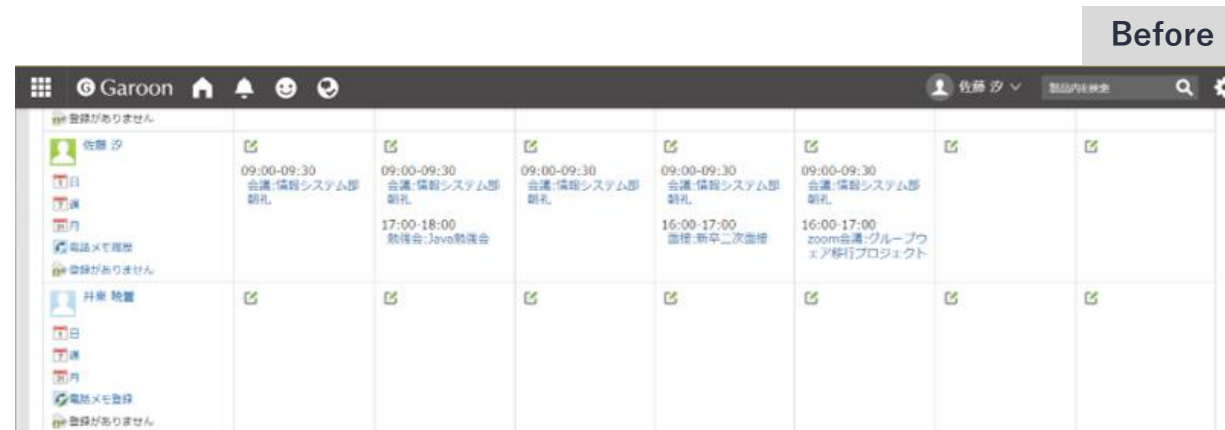 Before
Garoon 佐藤 汐 製品内を検索
登録がありません
佐藤 汐
日
週
月
電話メモ履歴
登録がありません
09:00-09:30
会議:情報システム部
朝礼
09:00-09:30
会議:情報システム部
朝礼
17:00-18:00
勉強会:Java勉強会
09:00-09:30
会議:情報システム部
朝礼
09:00-09:30
会議:情報システム部
朝礼
16:00-17:00
面接:新卒二次面接
09:00-09:30
会議:情報システム部
朝礼
16:00-17:00
zoom会議:グループウ
ェア移行プロジェクト
日
週
月
電話メモ登録
登録がありません